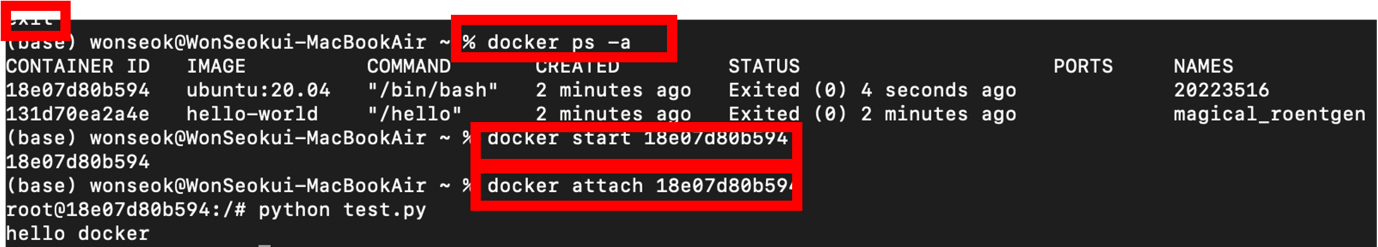 exit
(base) wonseok@WonSeokui-MacBookAir ~ % docker ps -a
CONTAINER ID   IMAGE          COMMAND       CREATED         STATUS                     PORTS     NAMES
18e07d80b594   ubuntu:20.04   "/bin/bash"   2 minutes ago   Exited (0) 4 seconds ago             20223516
131d70ea2a4e   hello-world    "/hello"      2 minutes ago   Exited (0) 2 minutes ago             magical_roentgen
(base) wonseok@WonSeokui-MacBookAir ~ % docker start 18e07d80b594
18e07d80b594
(base) wonseok@WonSeokui-MacBookAir ~ % docker attach 18e07d80b594
root@18e07d80b594:/# python test.py
hello docker